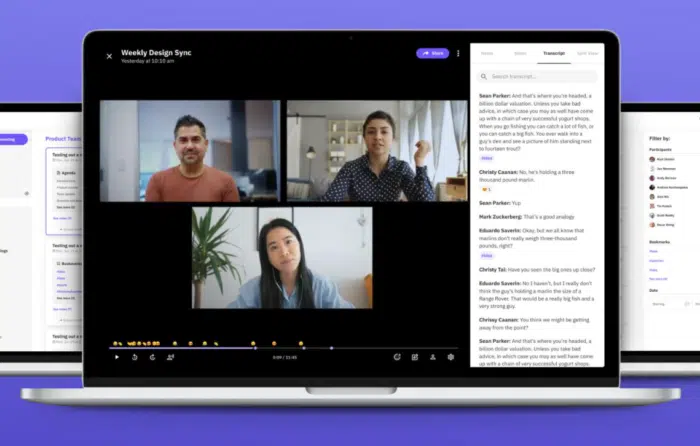 Weekly Design Sync
Yesterday at 10:10 am
Share
Transcript
Search transcript...
Sean Parker: And that's where you're headed, a
billion dollar valuation. Unless you take bad
advice, in which case you may as well have come
up with a chain of very successful yogurt shops.
When you go fishing you can catch a lot of fish, or
you can catch a big fish. You ever walk into a
guy's den and see a picture of him standing next
to fourteen trout?
Christy Caanan: No, he's holding a three
thousand pound marlin.
Sean Parker: Yup
Mark Zuckerberg: That's a good analogy
Eduardo Saverin: Okay, but we all know that
marlins don't really weigh three-thousand
pounds, right?
Christy Tai: Have you seen the big ones up close?
Eduardo Saverin: No I haven't, but I really don't
think the guy's holding a marlin the size of a
Range Rover. That would be a really big fish and a
very strong guy.
Chrissy Caanan: You think we might be getting
away from the point?
Sean Parker: And that's where you're headed, a
billion dollar valuation. Unless you take bad
advice, in which case you may as well have come
up with a chain of very successful yogurt shops.
Product Team
Agenda
Filter by:
Participants
Bookmarks
Date